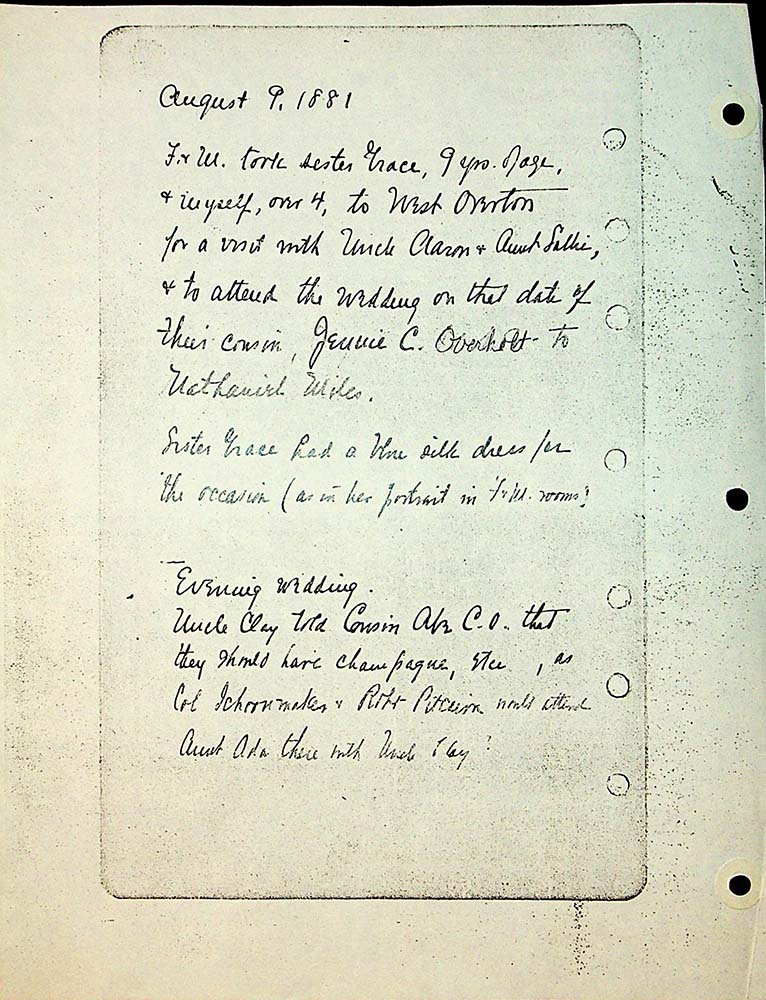 August 9, 1881
F. & M. took sister Grace, 9 yrs. of age,
& myself, over 4, to West Overton
for a visit with Uncle Aaron & Aunt Sallie,
& to attend the wedding on that date of
their cousin, Jennie C. Overholt to
Nathaniel Miles.
Sister Grace had a blue silk dress for
the occasion (as in her portrait in F. & M. rooms)
Evening wedding.
Uncle Clay told Cousin Abr. C. O. that
they should have champagne, etc , as
Col Schoonmaker & Robt Pitcairn would attend
Aunt Ada there with Uncle Clay?